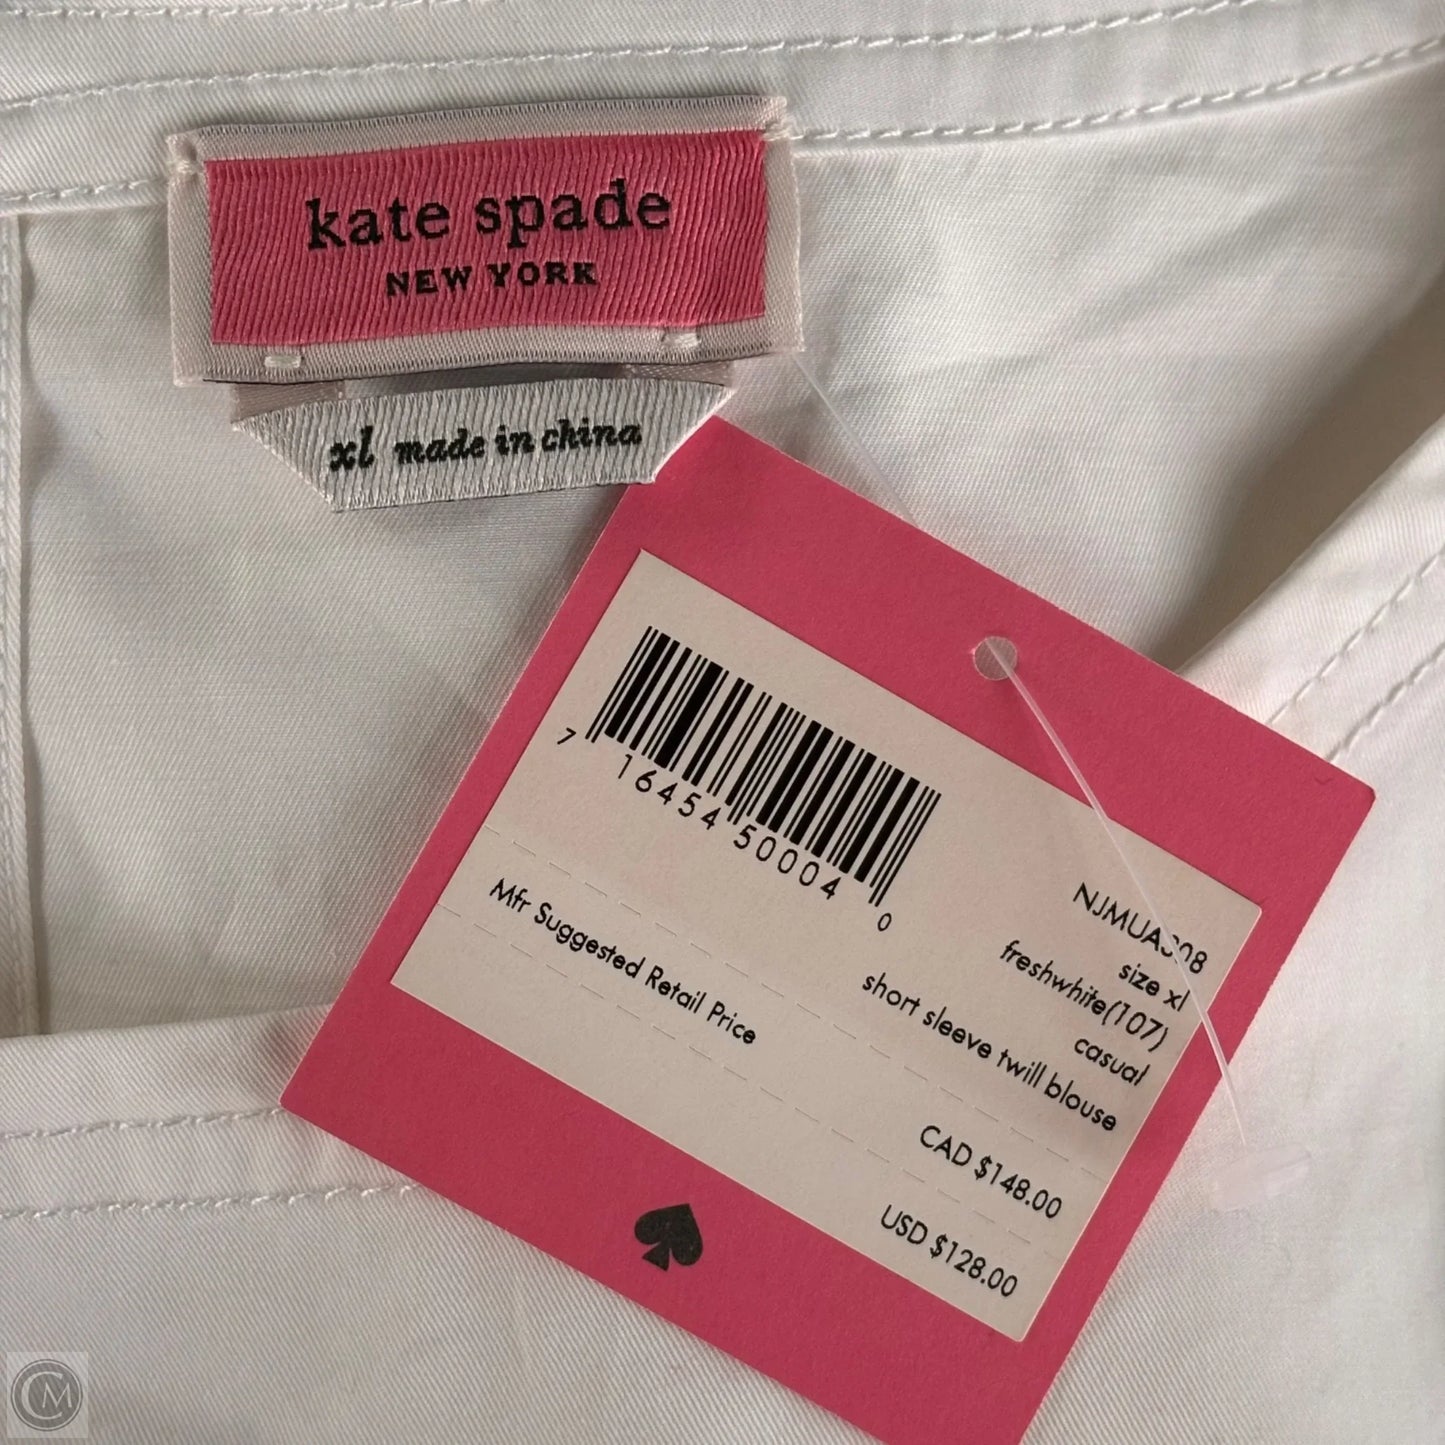 kate spade
NEW YORK
xl made in china
7 16454 50004 0
size xl
freshwhite(107)
casual
short sleeve twill blouse
Mfr Suggested Retail Price
CAD $148.00
USD $128.00
CM